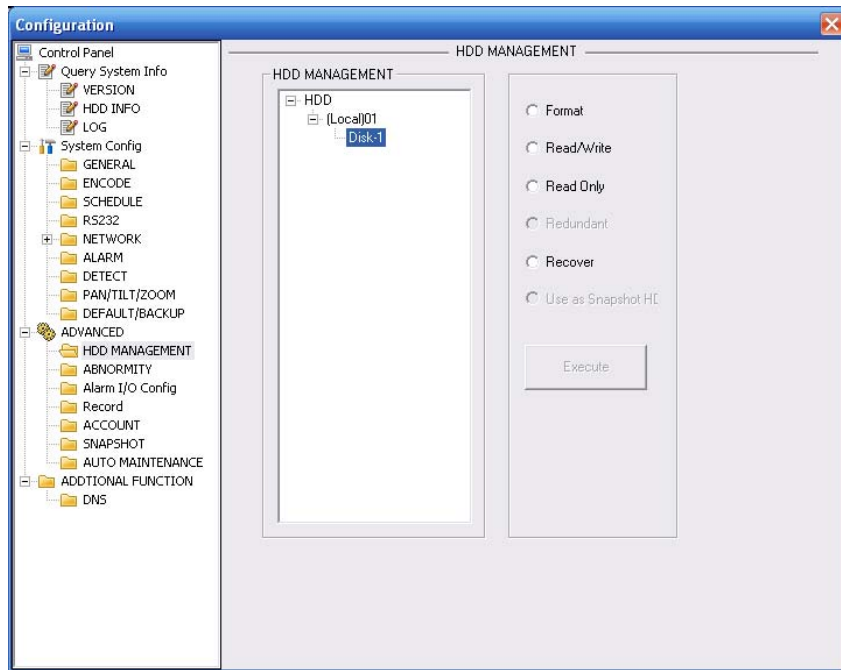 Configuration
Control Panel
Query System Info
VERSION
HDD INFO
LOG
System Config
GENERAL
ENCODE
SCHEDULE
RS232
NETWORK
ALARM
DETECT
PAN/TILT/ZOOM
DEFAULT/BACKUP
ADVANCED
HDD MANAGEMENT
ABNORMITY
Alarm I/O Config
Record
ACCOUNT
SNAPSHOT
AUTO MAINTENANCE
ADDTIONAL FUNCTION
DNS
HDD MANAGEMENT
HDD MANAGEMENT
HDD
(Local)01
Disk-1
Format
Read/Write
Read Only
Redundant
Recover
Use as Snapshot HD
Execute